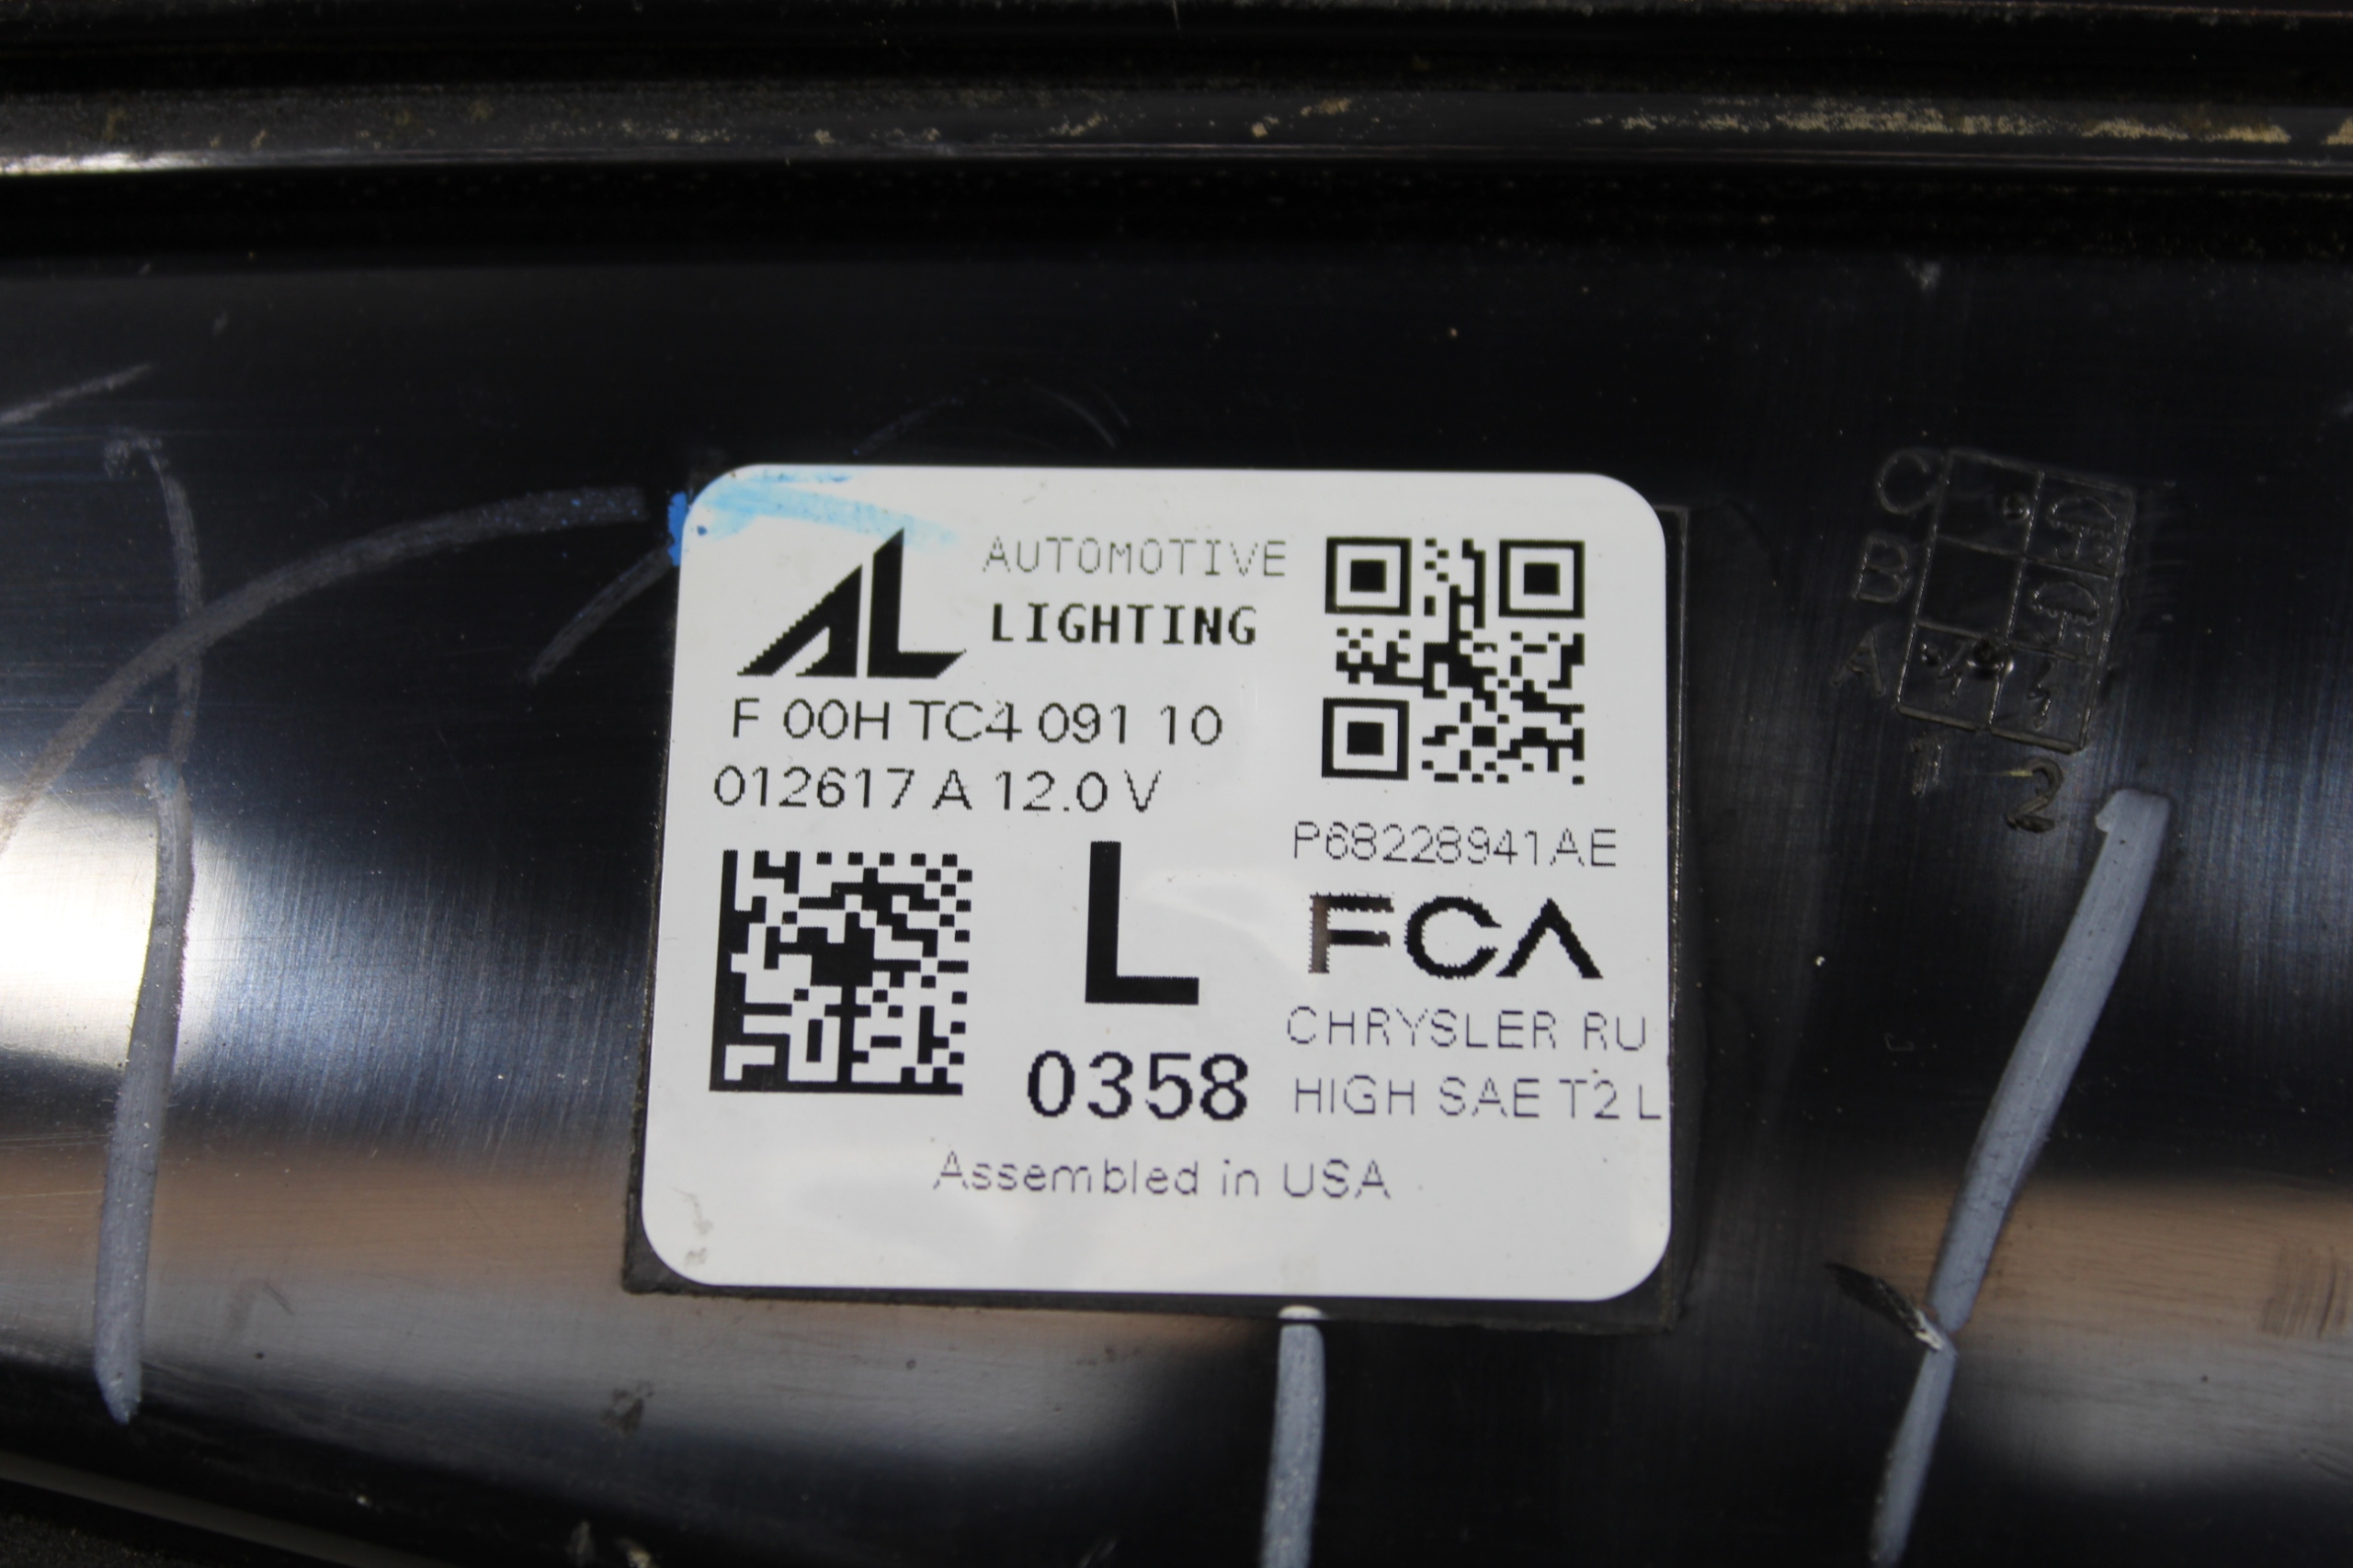 AL
AUTOMOTIVE
LIGHTING
F 00H TC4 091 10
012617 A 12.0 V
P68228941AE
L
FCA
CHRYSLER RU
0358
HIGH SAE T2 L
Assembled in USA
C
B
A
1
2